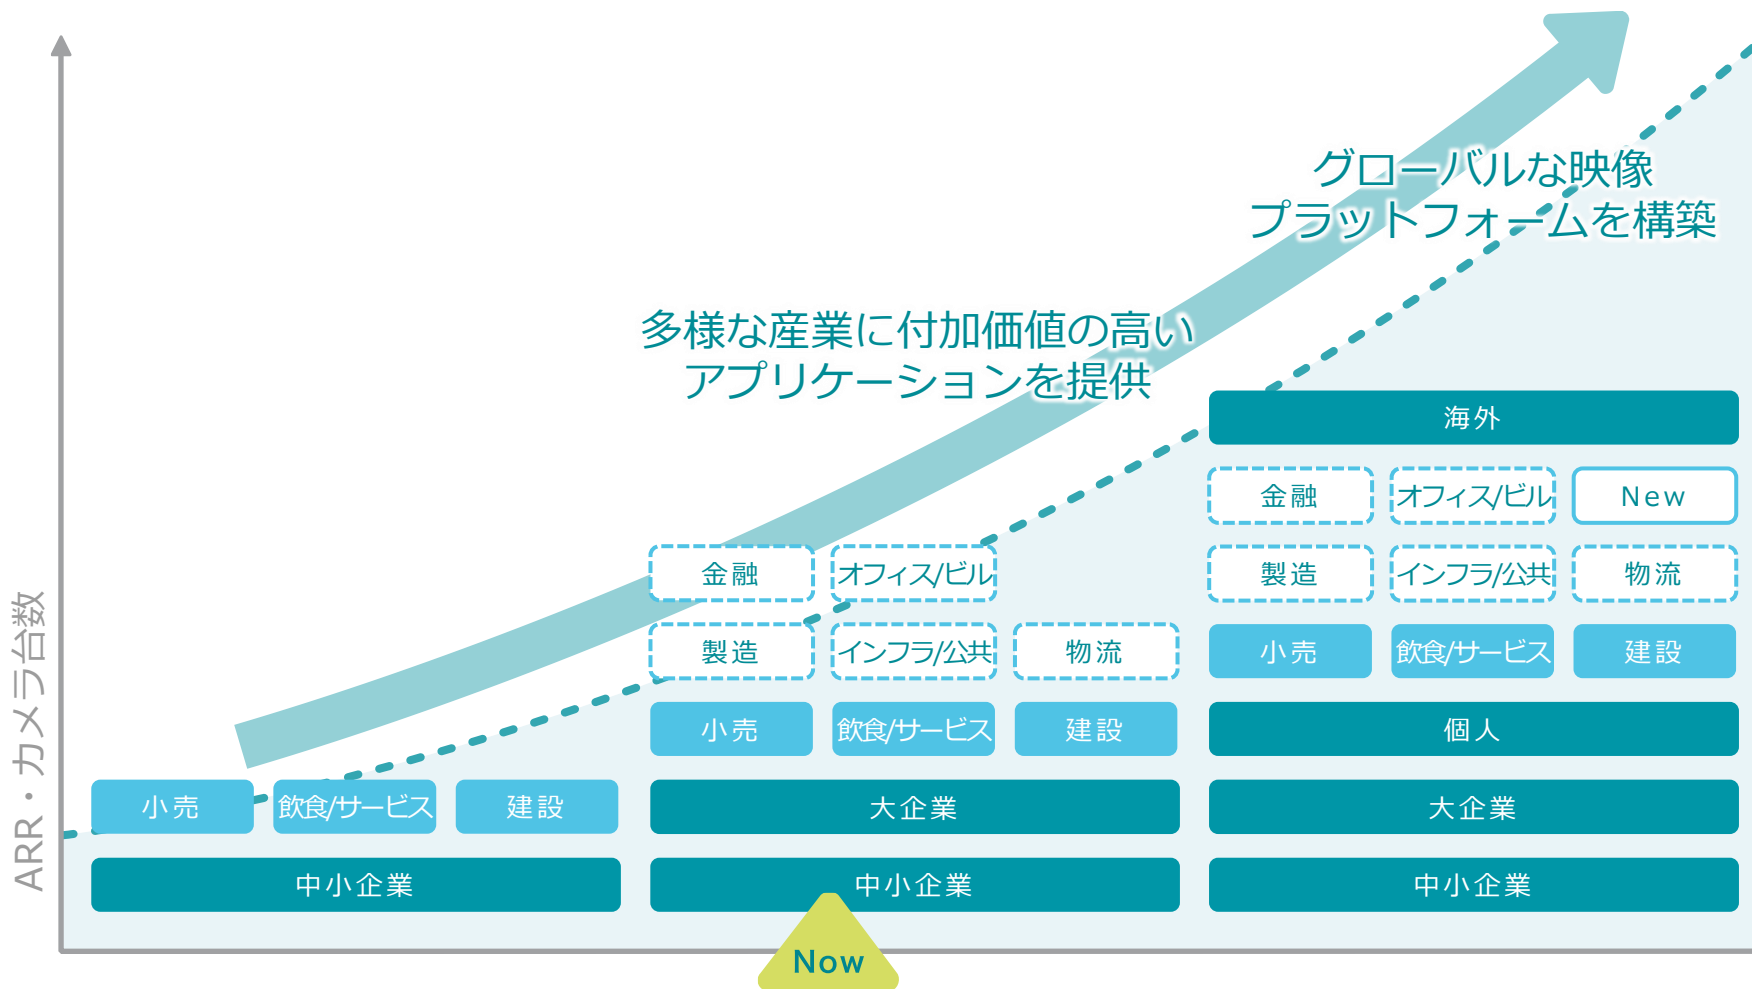 グローバルな映像
プラットフォームを構築
多様な産業に付加価値の高い
アプリケーションを提供
ARR・カメラ台数
小売
飲食/サービス
建設
中小企業
金融
オフィス/ビル
製造
インフラ/公共
物流
小売
飲食/サービス
建設
大企業
中小企業
海外
金融
オフィス/ビル
New
製造
インフラ/公共
物流
小売
飲食/サービス
建設
個人
大企業
中小企業
Now